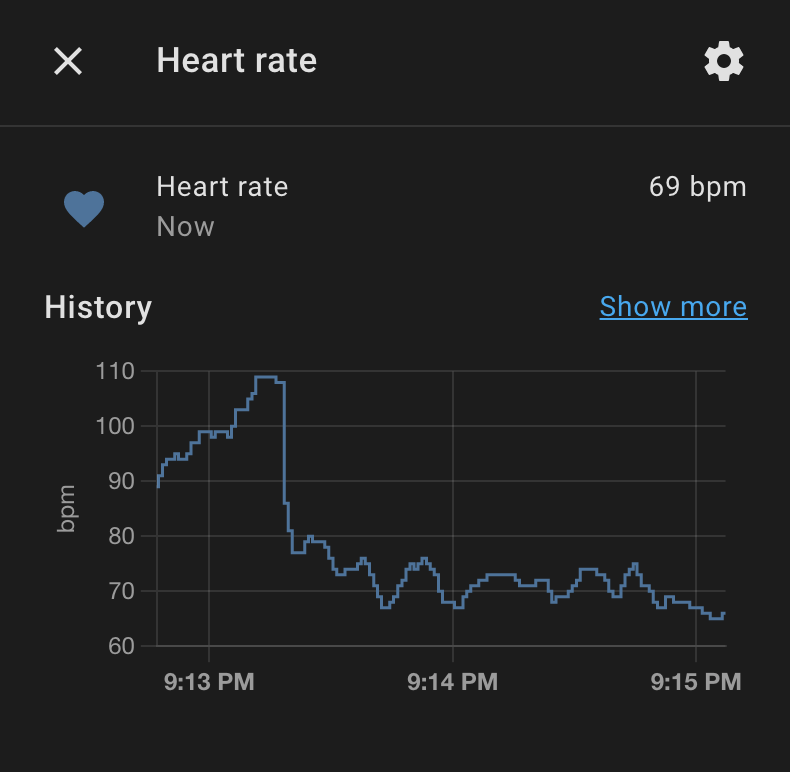 Heart rate
Heart rate
69 bpm
Now
History
Show more
110
100
90
80
70
60
bpm
9:13 PM
9:14 PM
9:15 PM